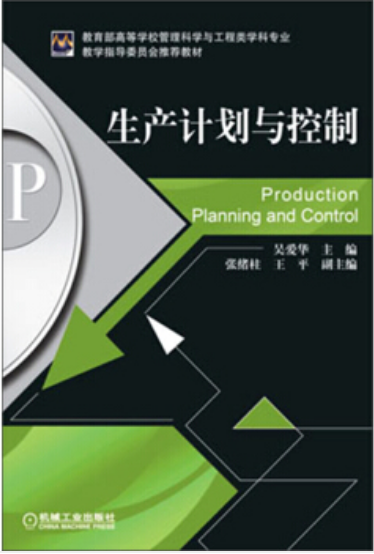 教育部高等学校管理科学与工程类学科专业
教学指导委员会推荐教材
生产计划与控制
P
Production
Planning and Control
吴爱华 主 编
张绪柱 王 平 副主编
机械工业出版社
CHINA MACHINE PRESS